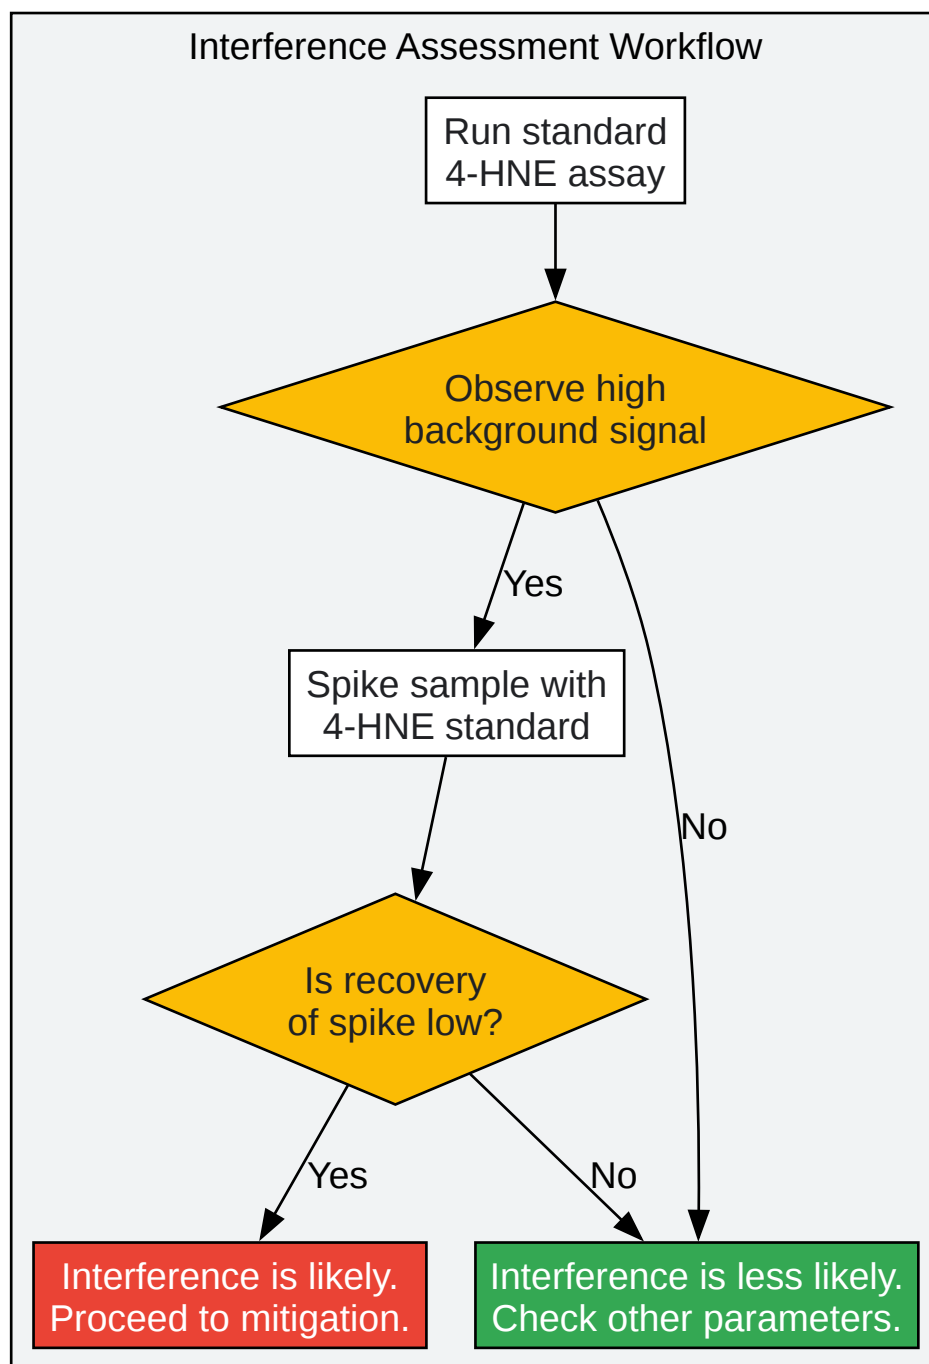 Interference Assessment Workflow
Run standard
4-HNE assay
Observe high
background signal
Yes
Spike sample with
4-HNE standard
No
Is recovery
of spike low?
Yes
No
Interference is likely.
Proceed to mitigation.
Interference is less likely.
Check other parameters.